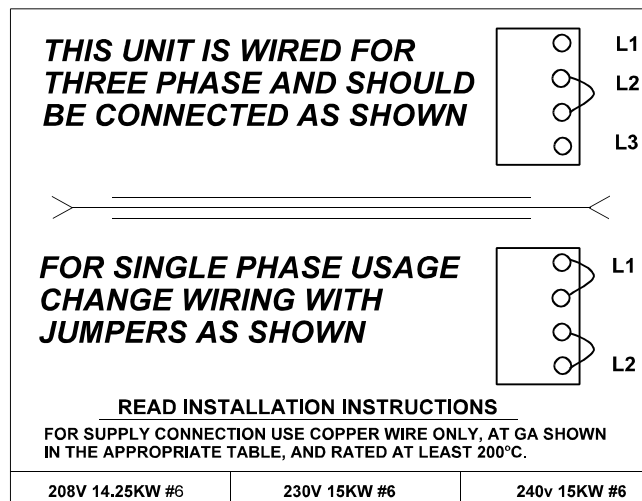 THIS UNIT IS WIRED FOR
THREE PHASE AND SHOULD
BE CONNECTED AS SHOWN
L1
L2
L3
FOR SINGLE PHASE USAGE
CHANGE WIRING WITH
JUMPERS AS SHOWN
L1
L2
READ INSTALLATION INSTRUCTIONS
FOR SUPPLY CONNECTION USE COPPER WIRE ONLY, AT GA SHOWN
IN THE APPROPRIATE TABLE, AND RATED AT LEAST 200°C.
208V 14.25KW #6 230V 15KW #6 240v 15KW #6